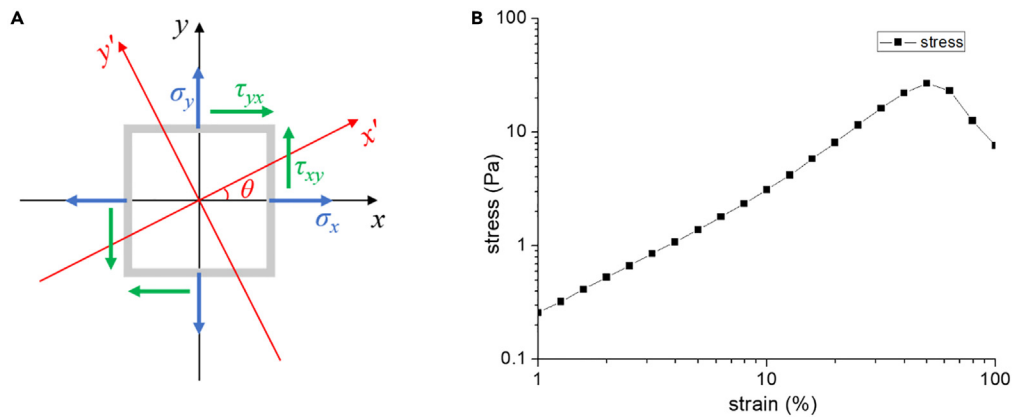 A
y
y'
σy
τyx
x'
τxy
θ
x
σx
B
100
stress
10
stress (Pa)
1
0.1
1
10
100
strain (%)